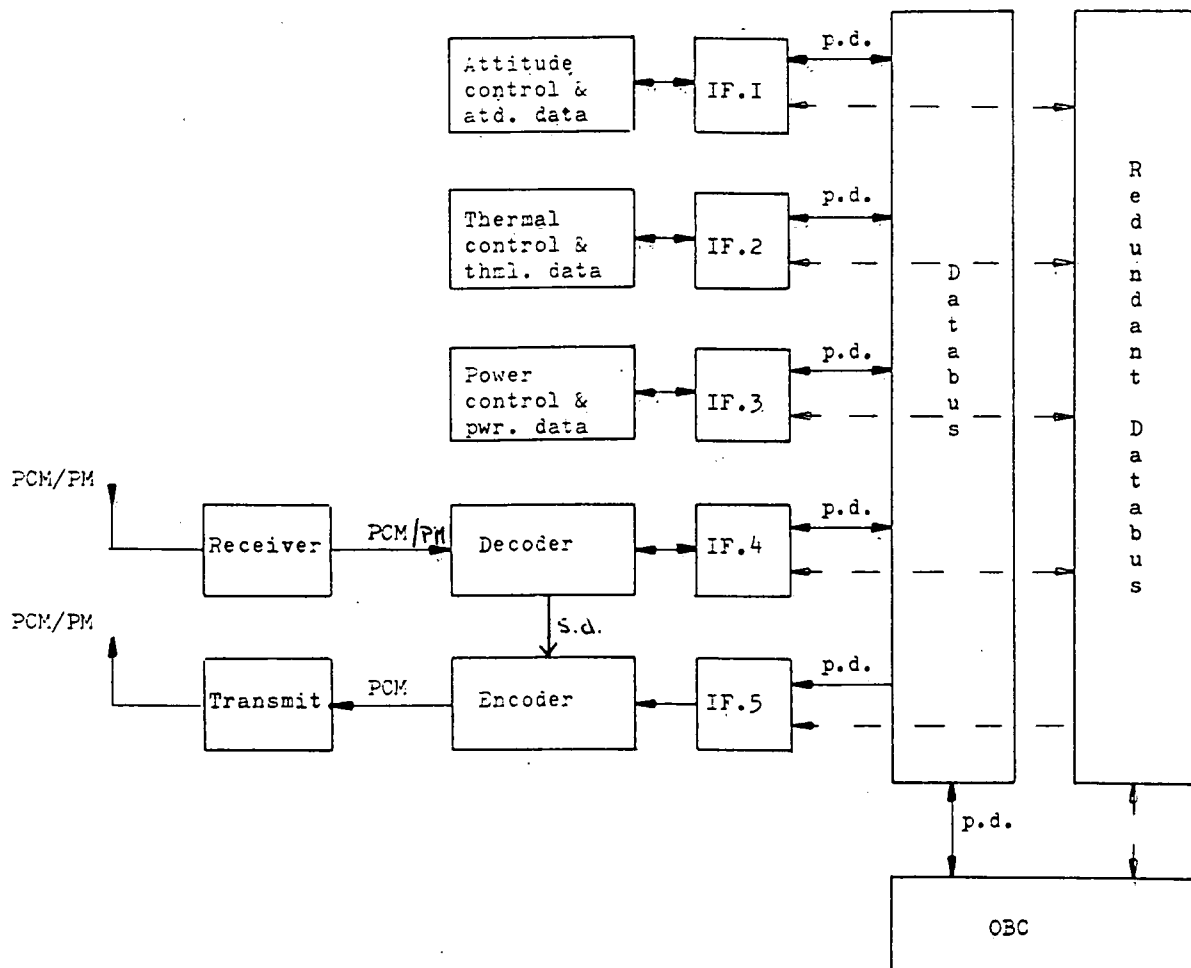 p.d.
Attitude
control &
atd. data
IF.1
p.d.
Thermal
control &
thml. data
IF.2
p.d.
Power
control &
pwr. data
IF.3
PCM/PM
Receiver
PCM/PM
Decoder
IF.4
p.d.
s.d.
PCM/PM
Transmit
PCM
Encoder
IF.5
p.d.
Databus
Redundant Databus
p.d.
OBC